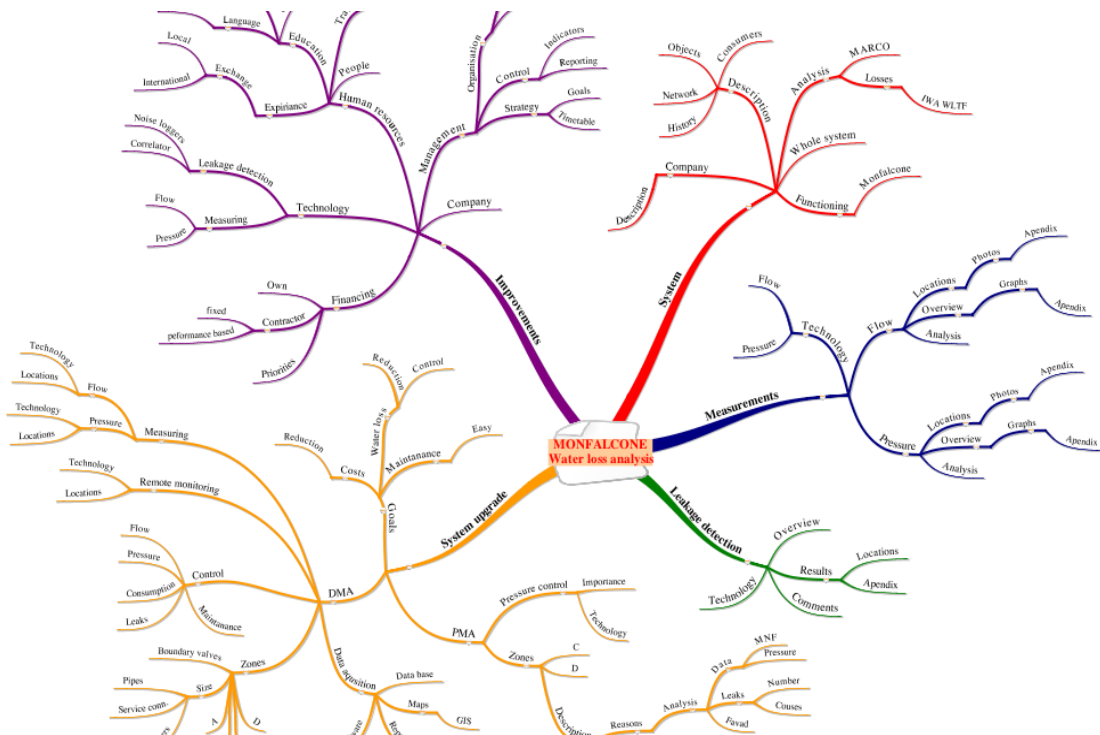 MONFALCONE
Water loss analysis
Improvements
Human resources
Education
Language
People
Expiriance
Exchange
Local
International
Management
Organisation
Control
Indicators
Reporting
Strategy
Goals
Timetable
Company
Technology
Leakage detection
Noise loggers
Correlator
Measuring
Flow
Pressure
Financing
Own
Contractor
fixed
peformance based
Priorities
System
Description
Objects
Consumers
Network
History
Analysis
MARCO
Losses
IWA WLTF
Whole system
Company
Description
Functioning
Monfalcone
Measurements
Technology
Flow
Pressure
Flow
Locations
Photos
Apendix
Overview
Graphs
Apendix
Analysis
Pressure
Locations
Photos
Apendix
Overview
Graphs
Apendix
Analysis
Leakage detection
Overview
Results
Locations
Apendix
Technology
Comments
System upgrade
Goals
Water loss
Reduction
Control
Costs
Reduction
Maintanance
Easy
DMA
Measuring
Flow
Technology
Locations
Pressure
Technology
Locations
Remote monitoring
Technology
Locations
Control
Flow
Pressure
Consumption
Leaks
Maintanance
Zones
Boundary valves
Size
Pipes
Service conn.
A
D
Data aqusition
Data base
Maps
GIS
PMA
Pressure control
Importance
Technology
Zones
C
D
Description
Reasons
Analysis
Data
MNF
Pressure
Leaks
Number
Couses
Favad